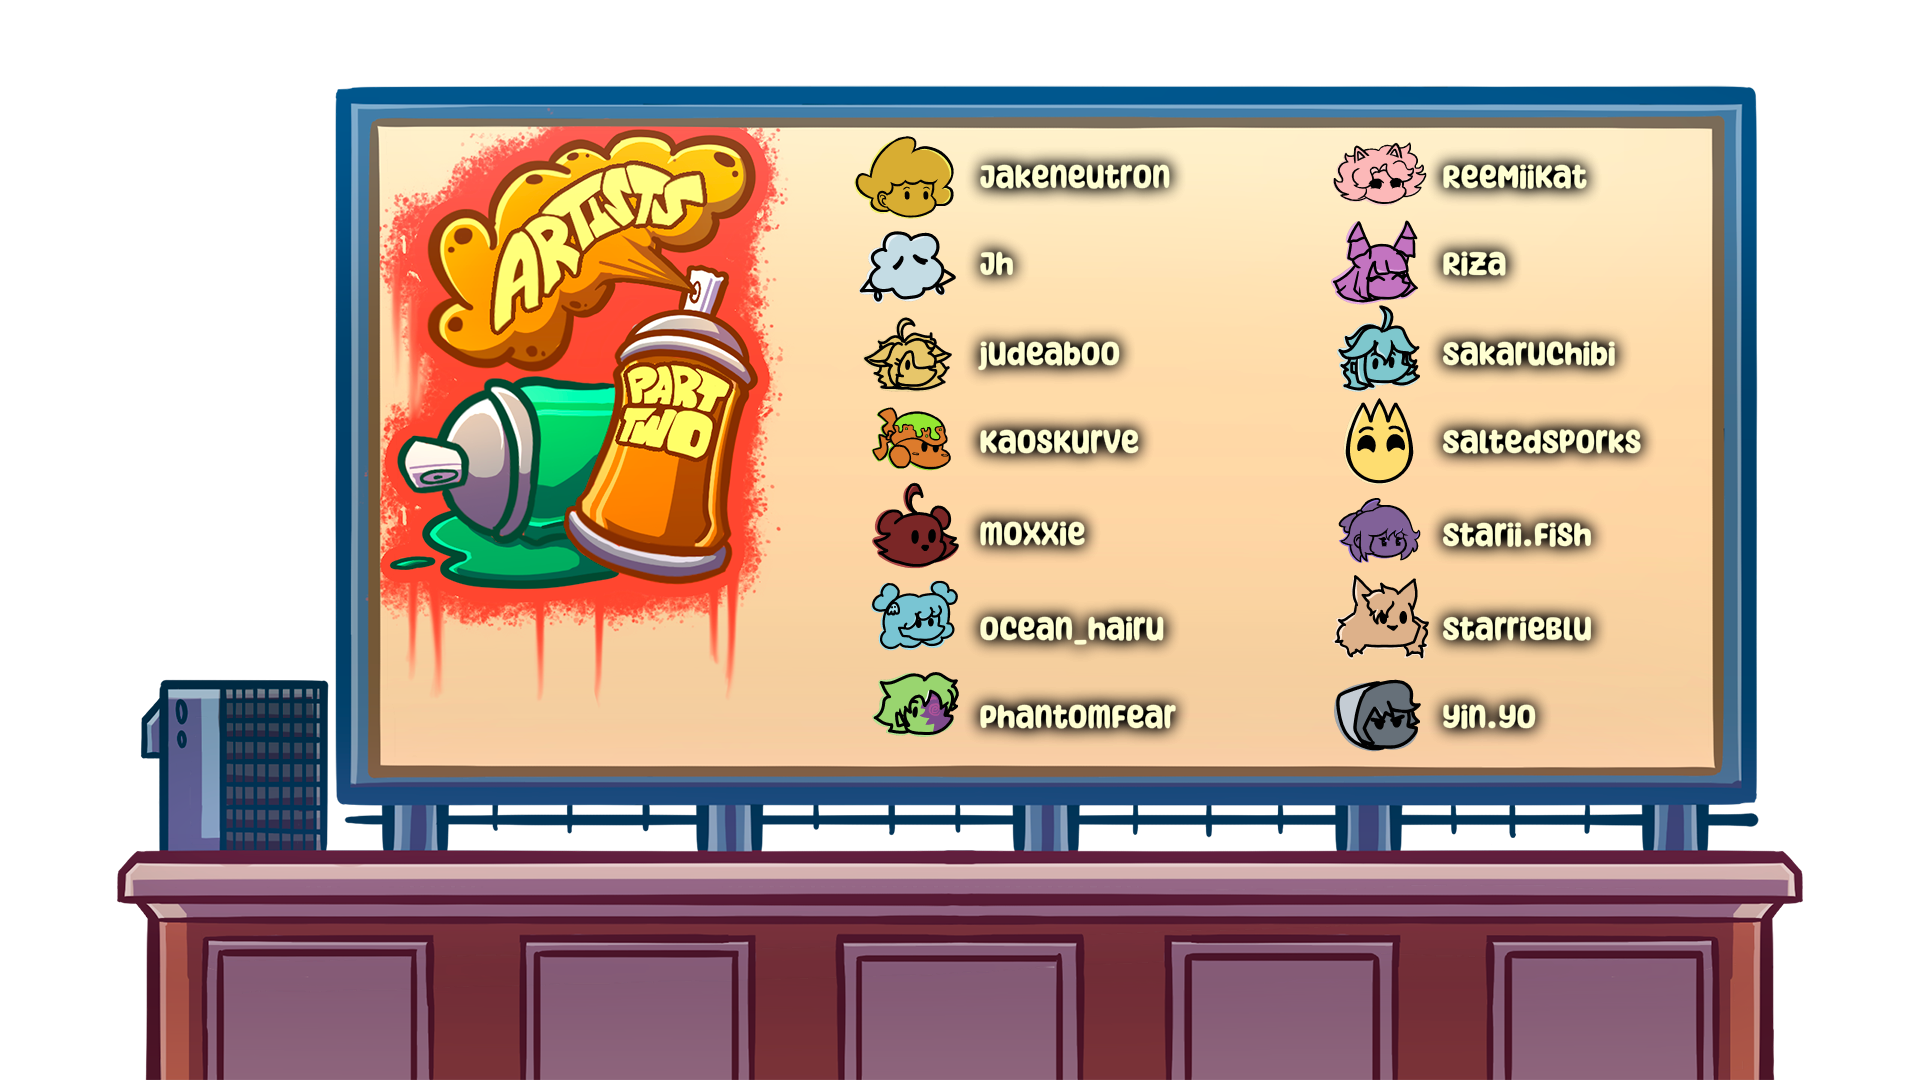 ARTISTS
PART
TWO
Jakeneutron
Jh
judeaboo
Kaoskurve
Moxxie
Ocean_hairu
PhantomFear
ReeMiiKat
Riza
sakaruchibi
saltedsporks
starii.fish
StarrieBlu
yin.yo